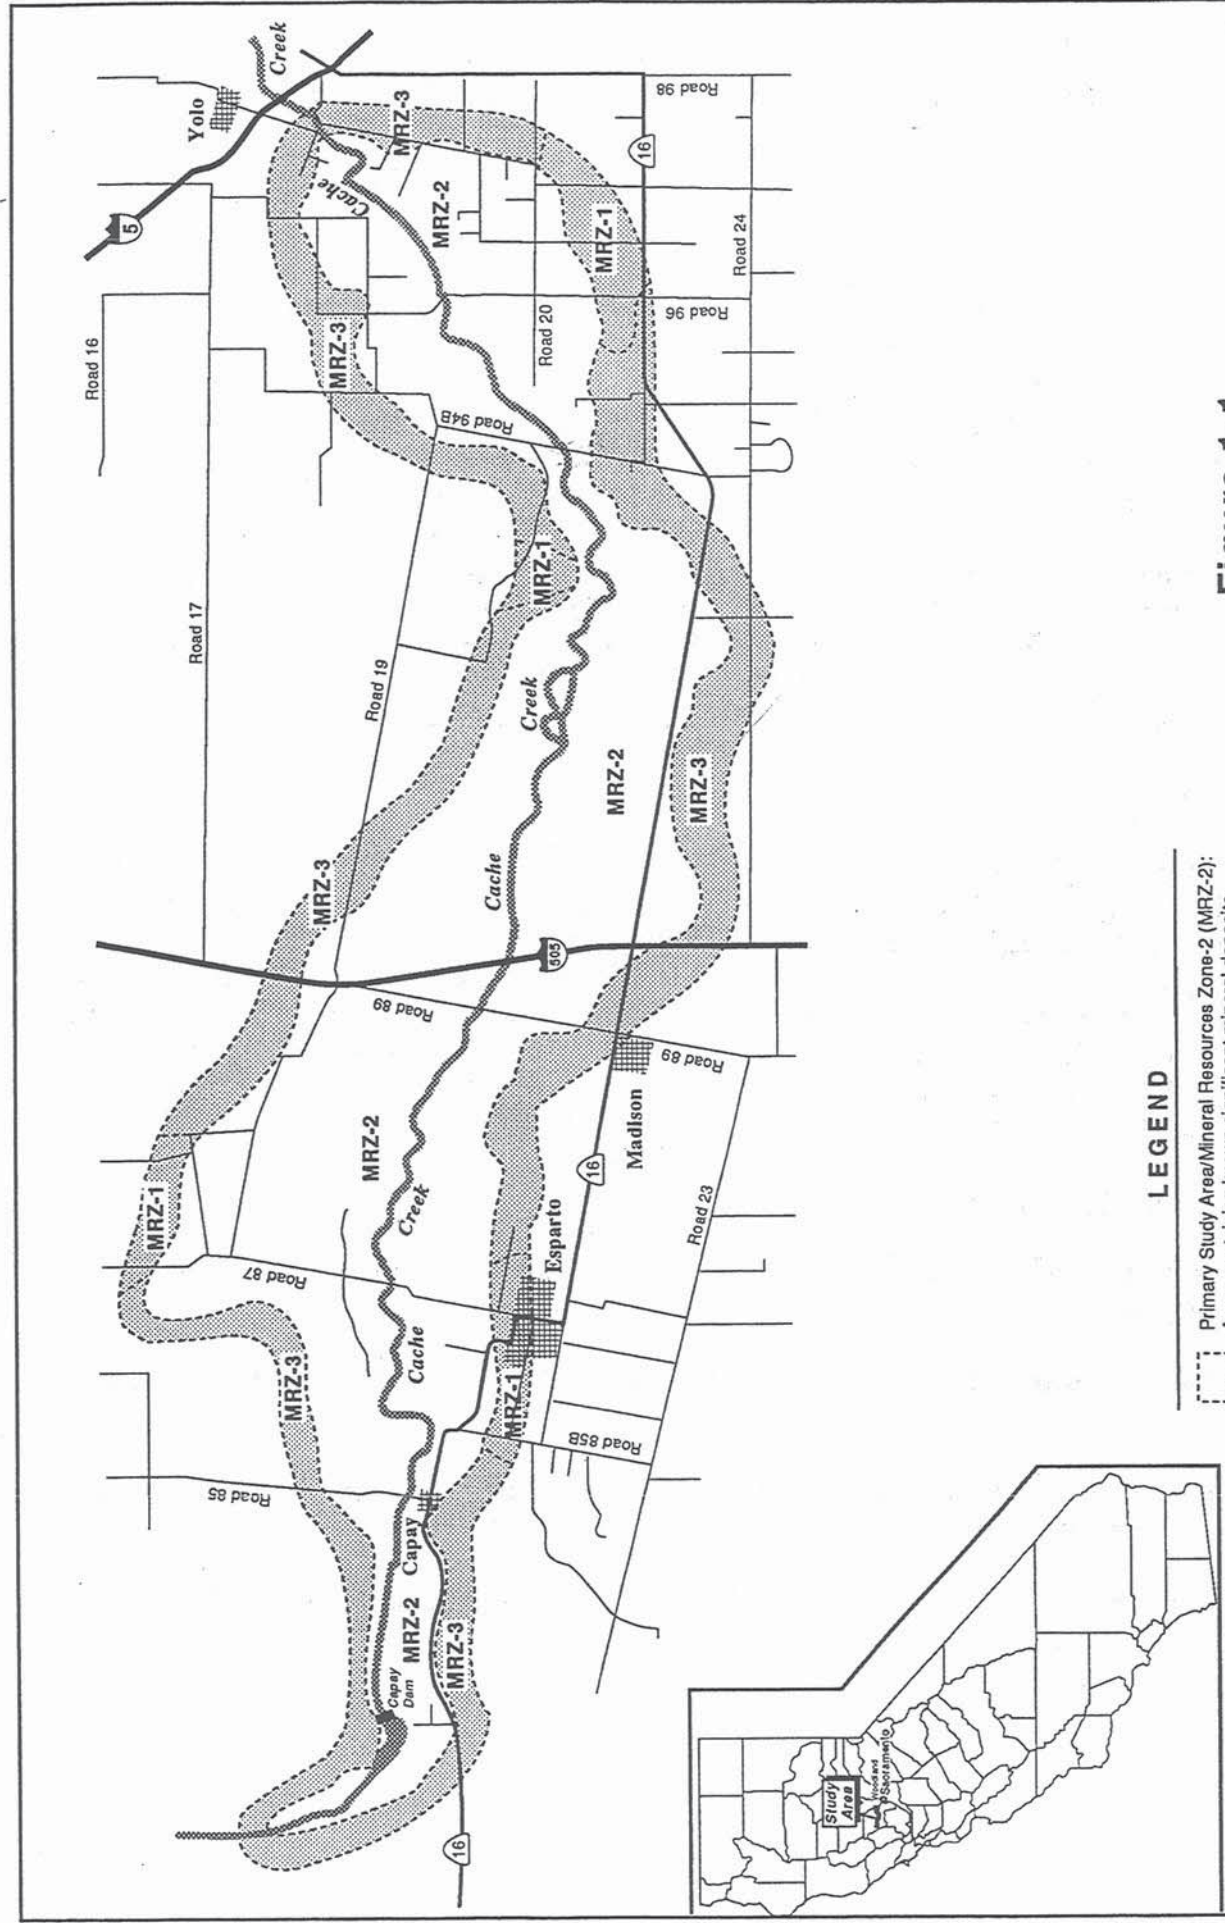 Creek
Yolo
5
Cache
MRZ-3
MRZ-2
16
Road 98
MRZ-1
Road 24
Road 96
Road 20
MRZ-3
Road 16
Road 94B
Road 17
Road 19
MRZ-1
Creek
MRZ-2
MRZ-3
MRZ-3
Cache
505
Road 89
Road 89
Madison
16
MRZ-2
MRZ-1
Creek
Esparto
Road 23
Road 87
Cache
MRZ-3
MRZ-1
Road 85B
Road 85
Capay
MRZ-2
MRZ-3
Capay
Dam
16
Study
Area
Woodland
Sacramento
LEGEND
Primary Study Area/Mineral Resources Zone-2 (MRZ-2):